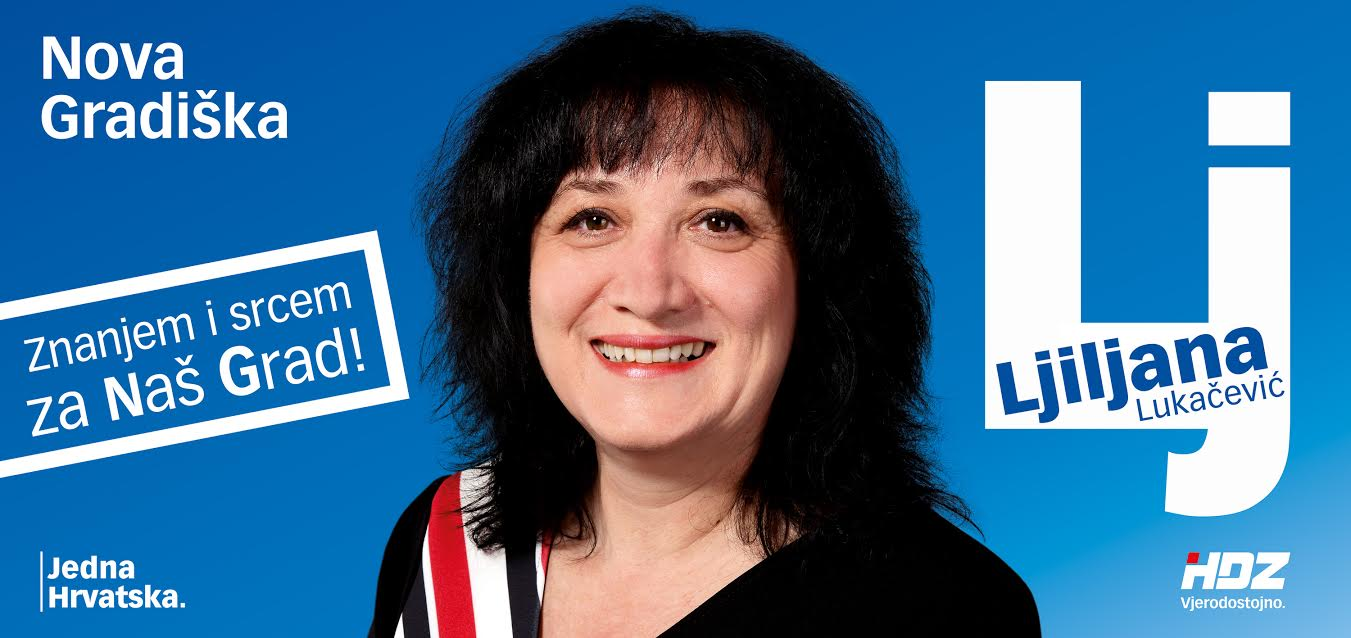 Nova
Gradiška
Znanjem i srcem
za Naš Grad!
Jedna
Hrvatska.
Lj
Ljiljana
Lukačević
HDZ
Vjerodostojno.